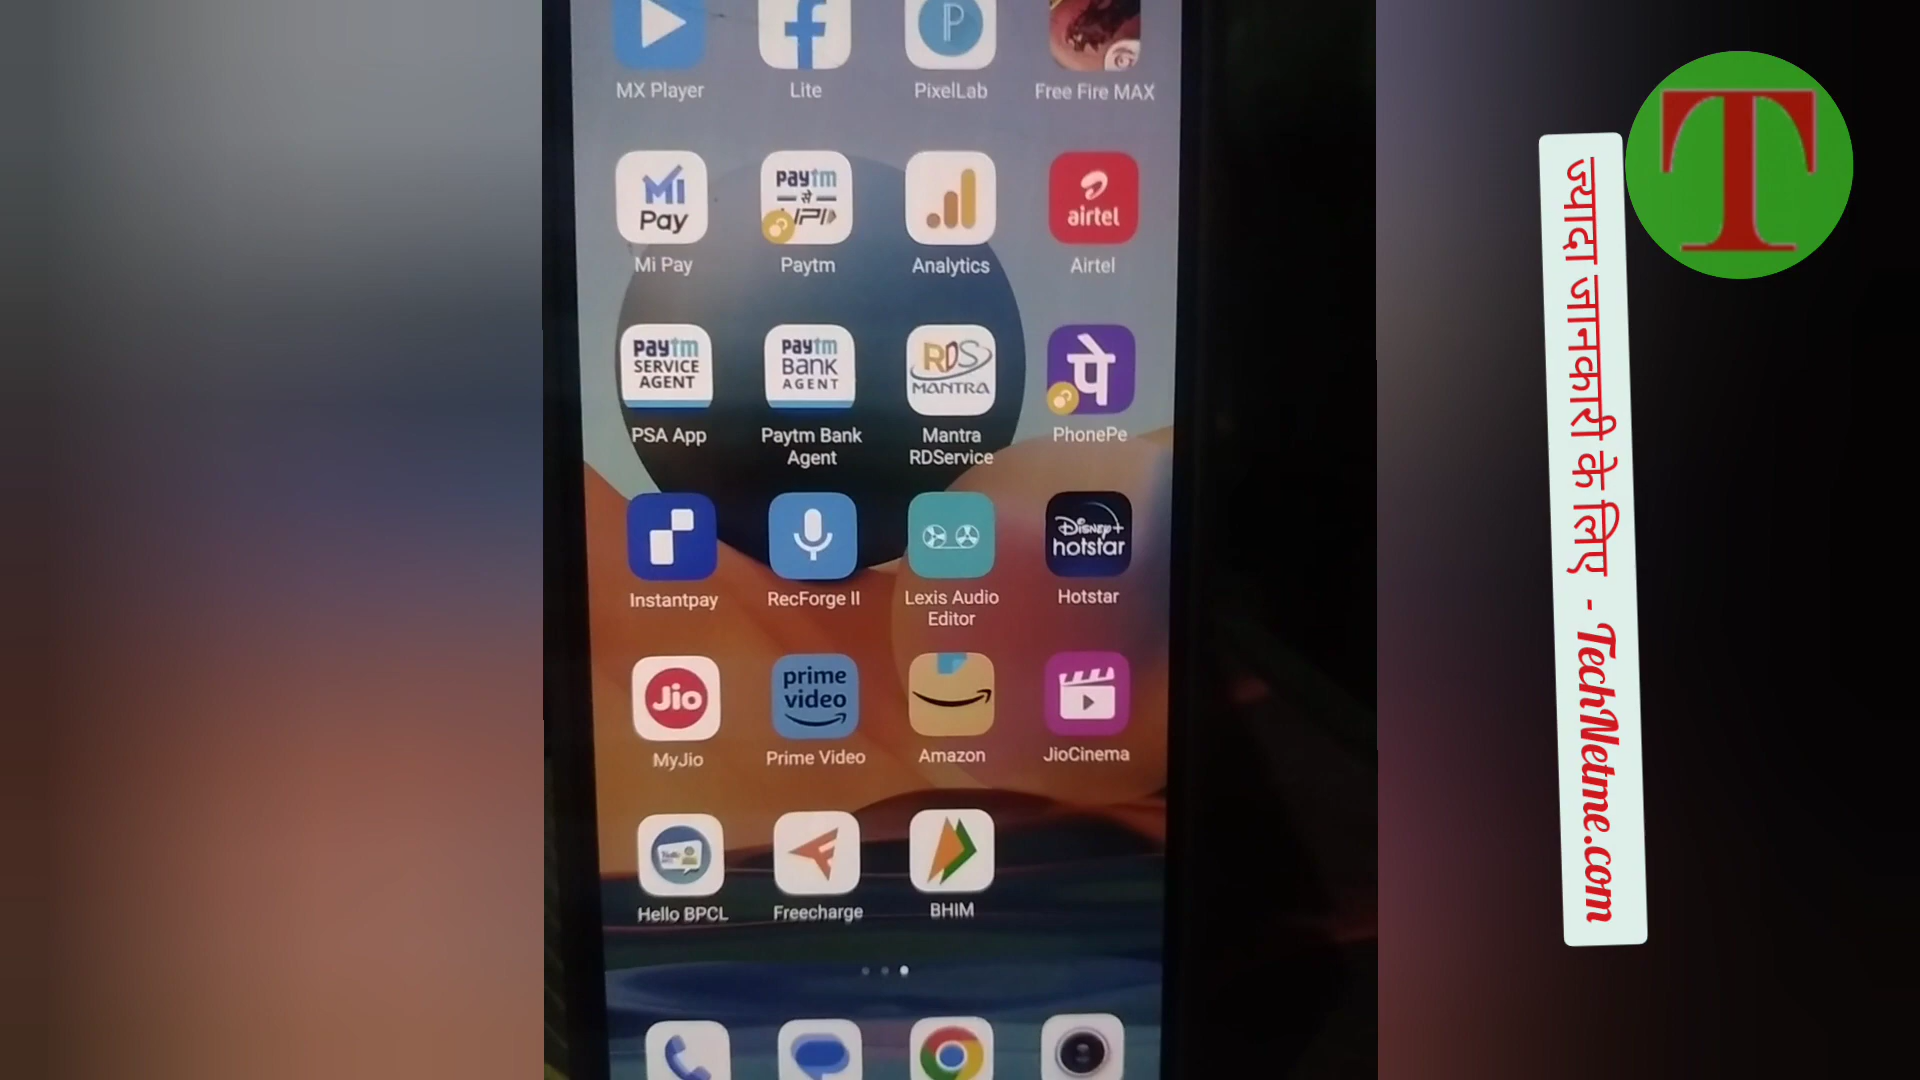 MX Player
Lite
PixelLab
Free Fire MAX
Mi Pay
Mi Pay
paytm से UPI
Paytm
Analytics
airtel
Airtel
paytm SERVICE AGENT
PSA App
paytm BANK AGENT
Paytm Bank Agent
RDS MANTRA
Mantra RDService
पे
PhonePe
Instantpay
RecForge II
Lexis Audio Editor
Disney+ hotstar
Hotstar
Jio
MyJio
prime video
Prime Video
Amazon
JioCinema
Hello BPCL
Freecharge
BHIM
T
ज्यादा जानकारी के लिए - TechNetme.com